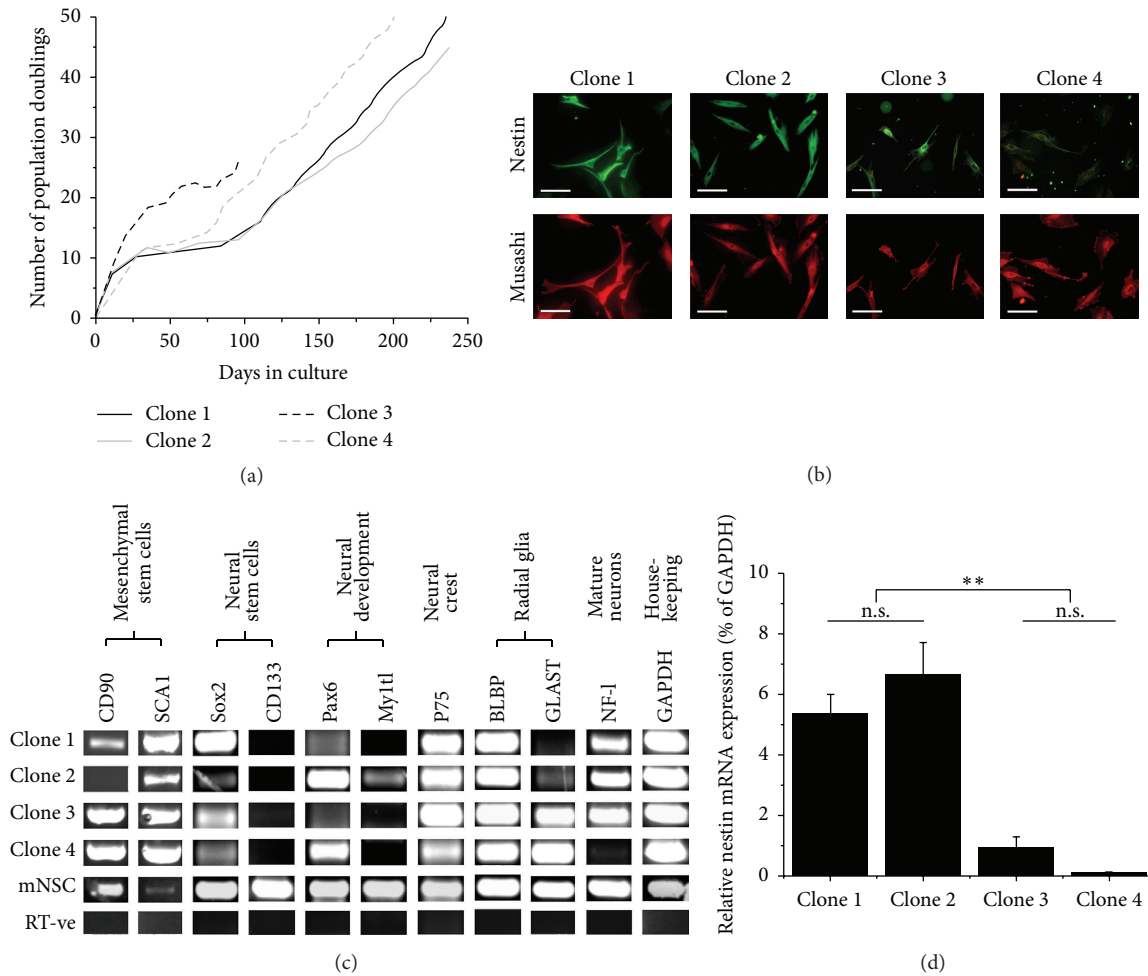 50
40
30
20
10
0
Number of population doublings
0 50 100 150 200 250
Days in culture
Clone 1
Clone 2
Clone 3
Clone 4
(a)
Clone 1 Clone 2 Clone 3 Clone 4
Nestin
Musashi
(b)
Mesenchymal stem cells
Neural stem cells
Neural development
Neural crest
Radial glia
Mature neurons
House-keeping
CD90 SCA1 Sox2 CD133 Pax6 My1tl P75 BLBP GLAST NF-l GAPDH
Clone 1
Clone 2
Clone 3
Clone 4
mNSC
RT-ve
(c)
Relative nestin mRNA expression (% of GAPDH)
10
8
6
4
2
0
**
n.s. n.s.
Clone 1 Clone 2 Clone 3 Clone 4
(d)